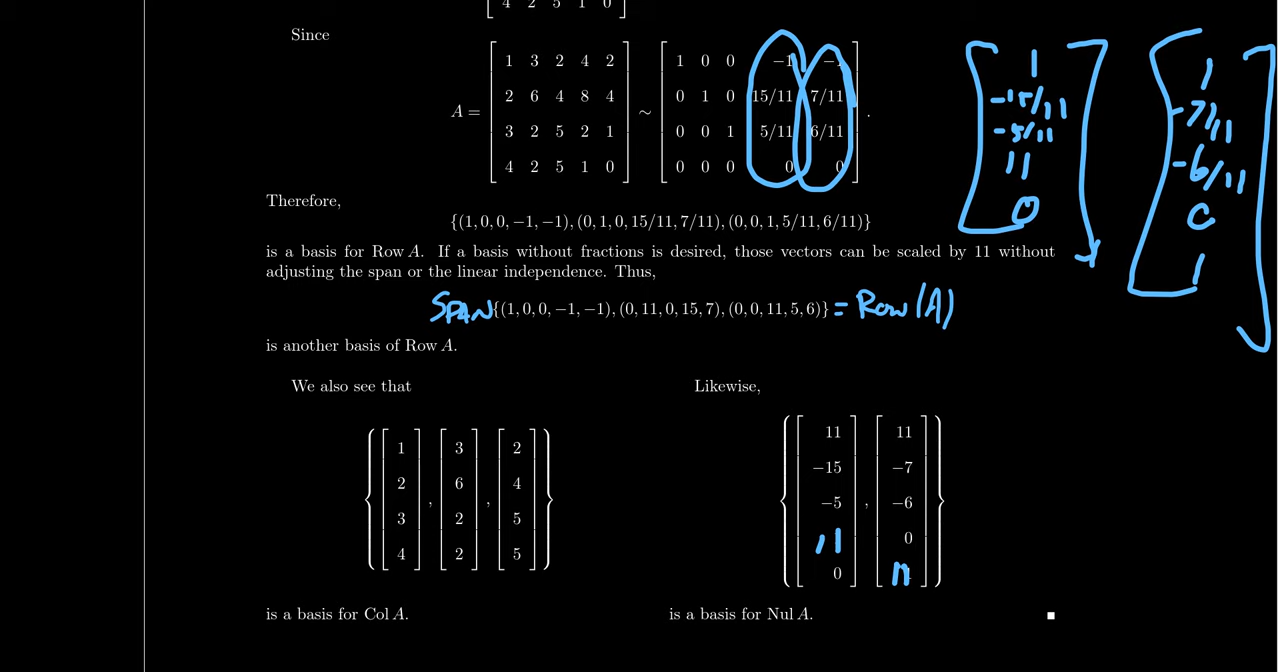 4 2 5 1 0
Since
A = [ 1 3 2 4 2 ] ∼ [ 1 0 0 −1 −1 ]
[ 2 6 4 8 4 ] [ 0 1 0 15/11 7/11 ]
[ 3 2 5 2 1 ] [ 0 0 1 5/11 6/11 ]
[ 4 2 5 1 0 ] [ 0 0 0 0 0 ] .
1
-15/11
-5/11
11
0
1
-7/11
-6/11
0
1
Therefore,
{(1, 0, 0, −1, −1), (0, 1, 0, 15/11, 7/11), (0, 0, 1, 5/11, 6/11)}
is a basis for Row A. If a basis without fractions is desired, those vectors can be scaled by 11 without
adjusting the span or the linear independence. Thus,
SPAN {(1, 0, 0, −1, −1), (0, 11, 0, 15, 7), (0, 0, 11, 5, 6)} = Row(A)
is another basis of Row A.
We also see that
{ [ 1 ] , [ 3 ] , [ 2 ] }
[ 2 ] [ 6 ] [ 4 ]
[ 3 ] [ 2 ] [ 5 ]
[ 4 ] [ 2 ] [ 5 ]
is a basis for Col A.
Likewise,
{ [ 11 ] , [ 11 ] }
[ −15 ] [ −7 ]
[ −5 ] [ −6 ]
[ 11 ] [ 0 ]
[ 0 ] [ 11 ]
is a basis for Nul A.